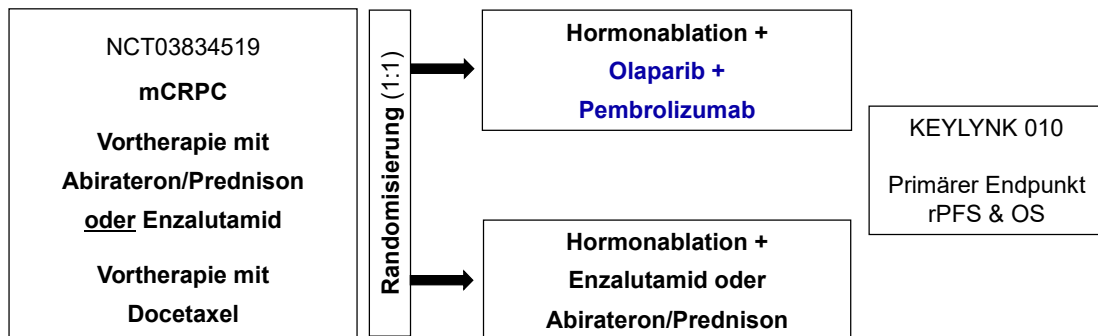 NCT03834519
mCRPC
Vortherapie mit
Abirateron/Prednison
oder Enzalutamid
Vortherapie mit
Docetaxel
Randomisierung (1:1)
Hormonablation +
Olaparib +
Pembrolizumab
Hormonablation +
Enzalutamid oder
Abirateron/Prednison
KEYLYNK 010
Primärer Endpunkt
rPFS & OS